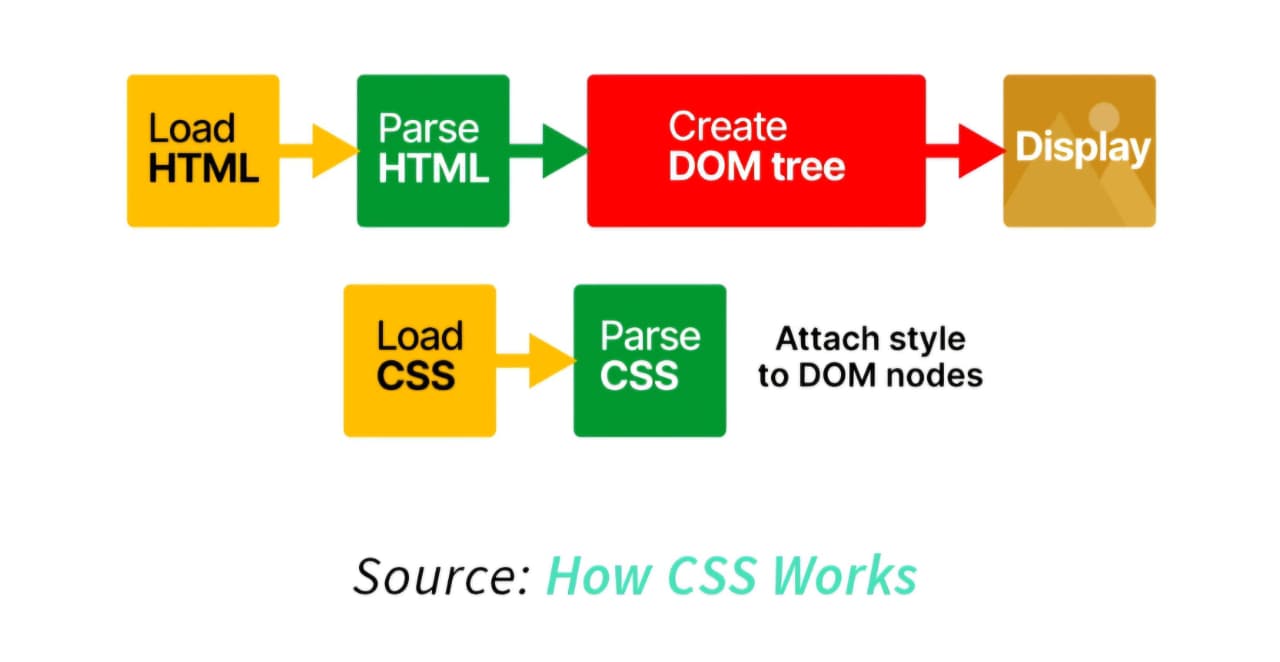 Load
HTML
Parse
HTML
Create
DOM tree
Display
Load
CSS
Parse
CSS
Attach style
to DOM nodes
Source: How CSS Works